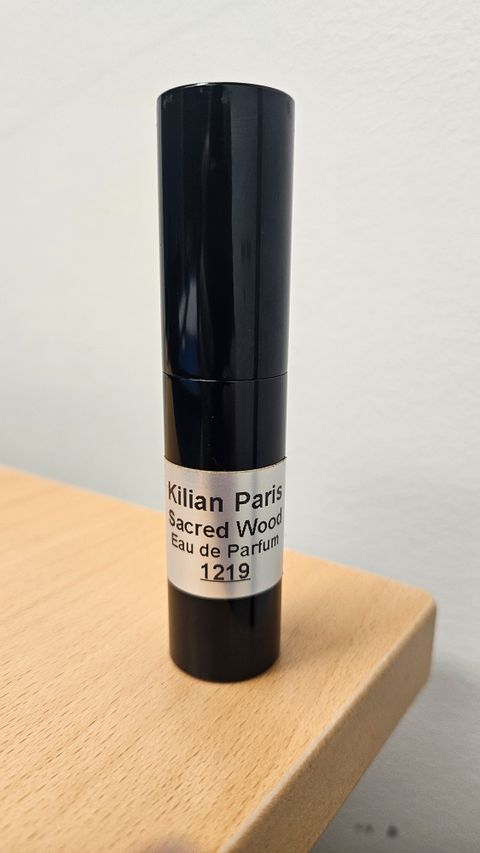 Kilian Paris
Sacred Wood
Eau de Parfum
1219